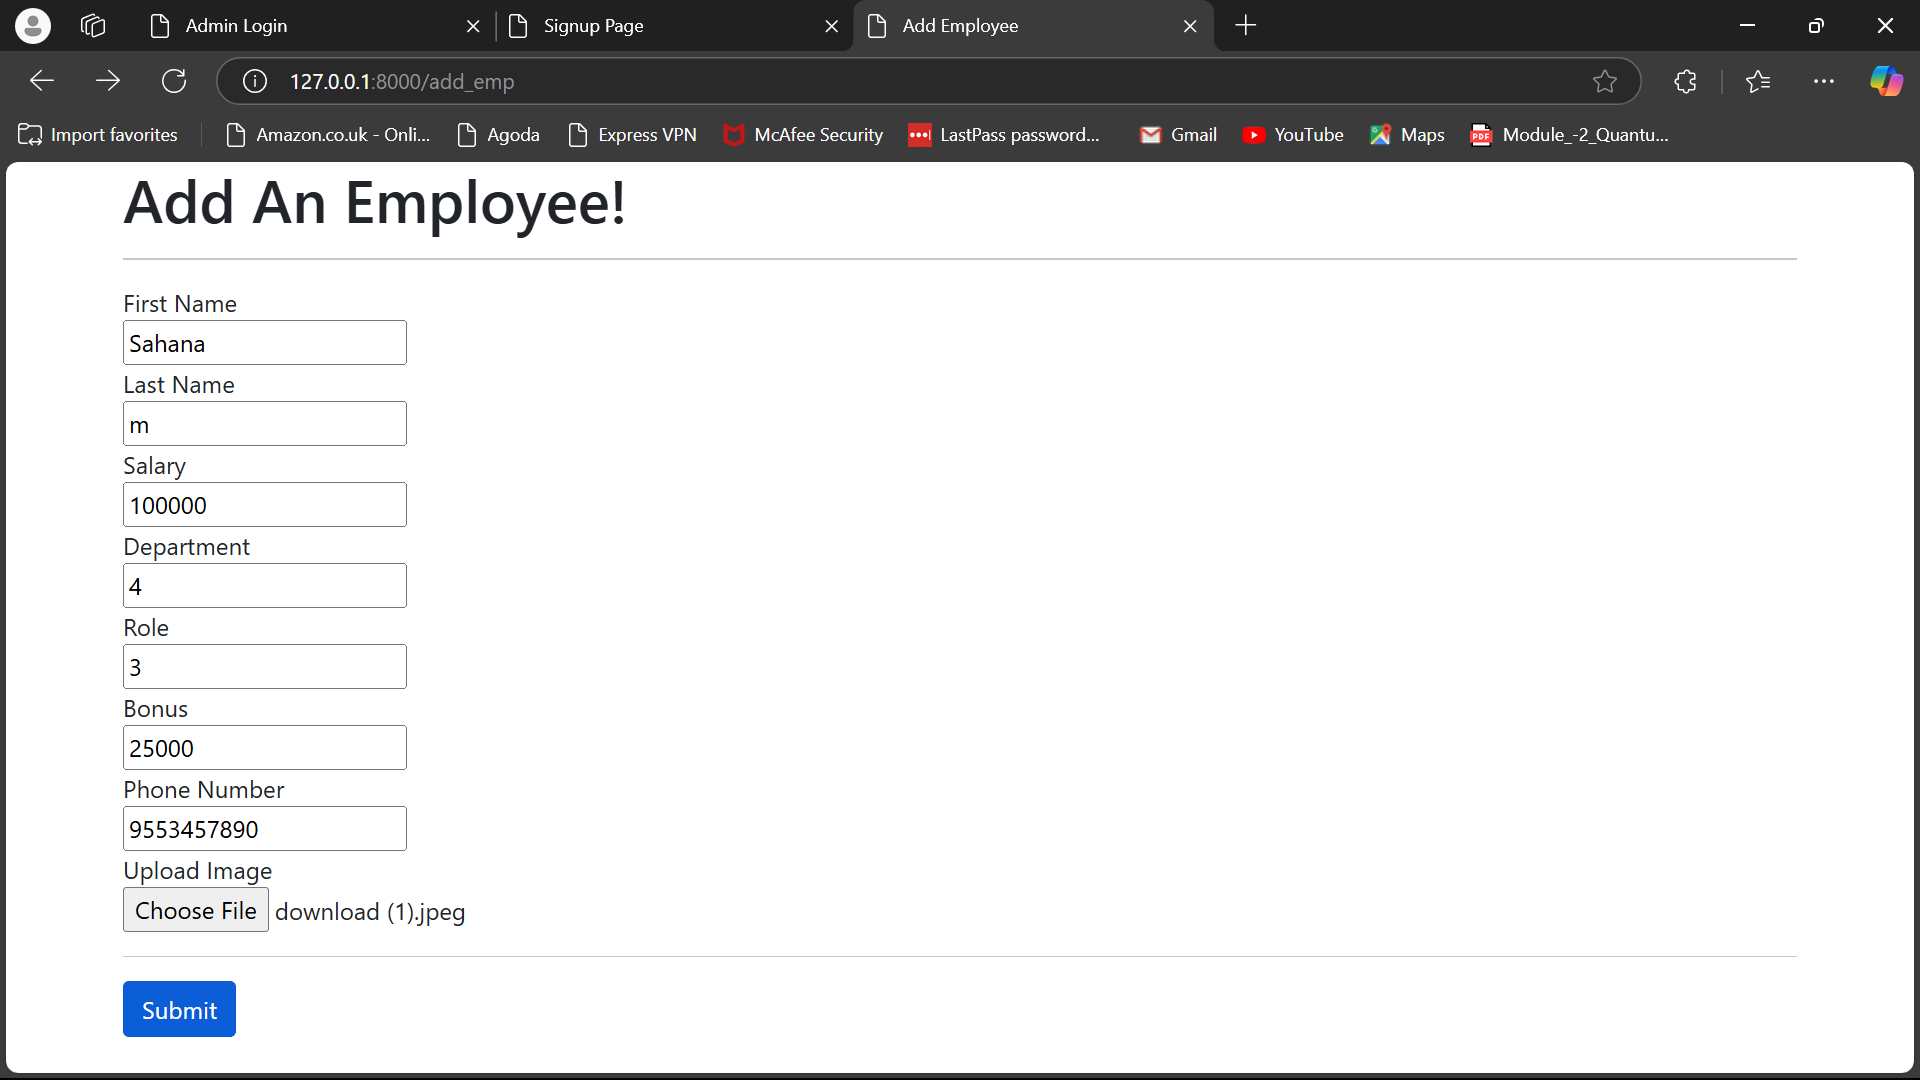 Admin Login
Signup Page
Add Employee
127.0.0.1:8000/add_emp
Import favorites
Amazon.co.uk - Onli...
Agoda
Express VPN
McAfee Security
LastPass password...
Gmail
YouTube
Maps
PDF
Module_-2_Quantu...
Add An Employee!
First Name
Sahana
Last Name
m
Salary
100000
Department
4
Role
3
Bonus
25000
Phone Number
9553457890
Upload Image
Choose File download (1).jpeg
Submit